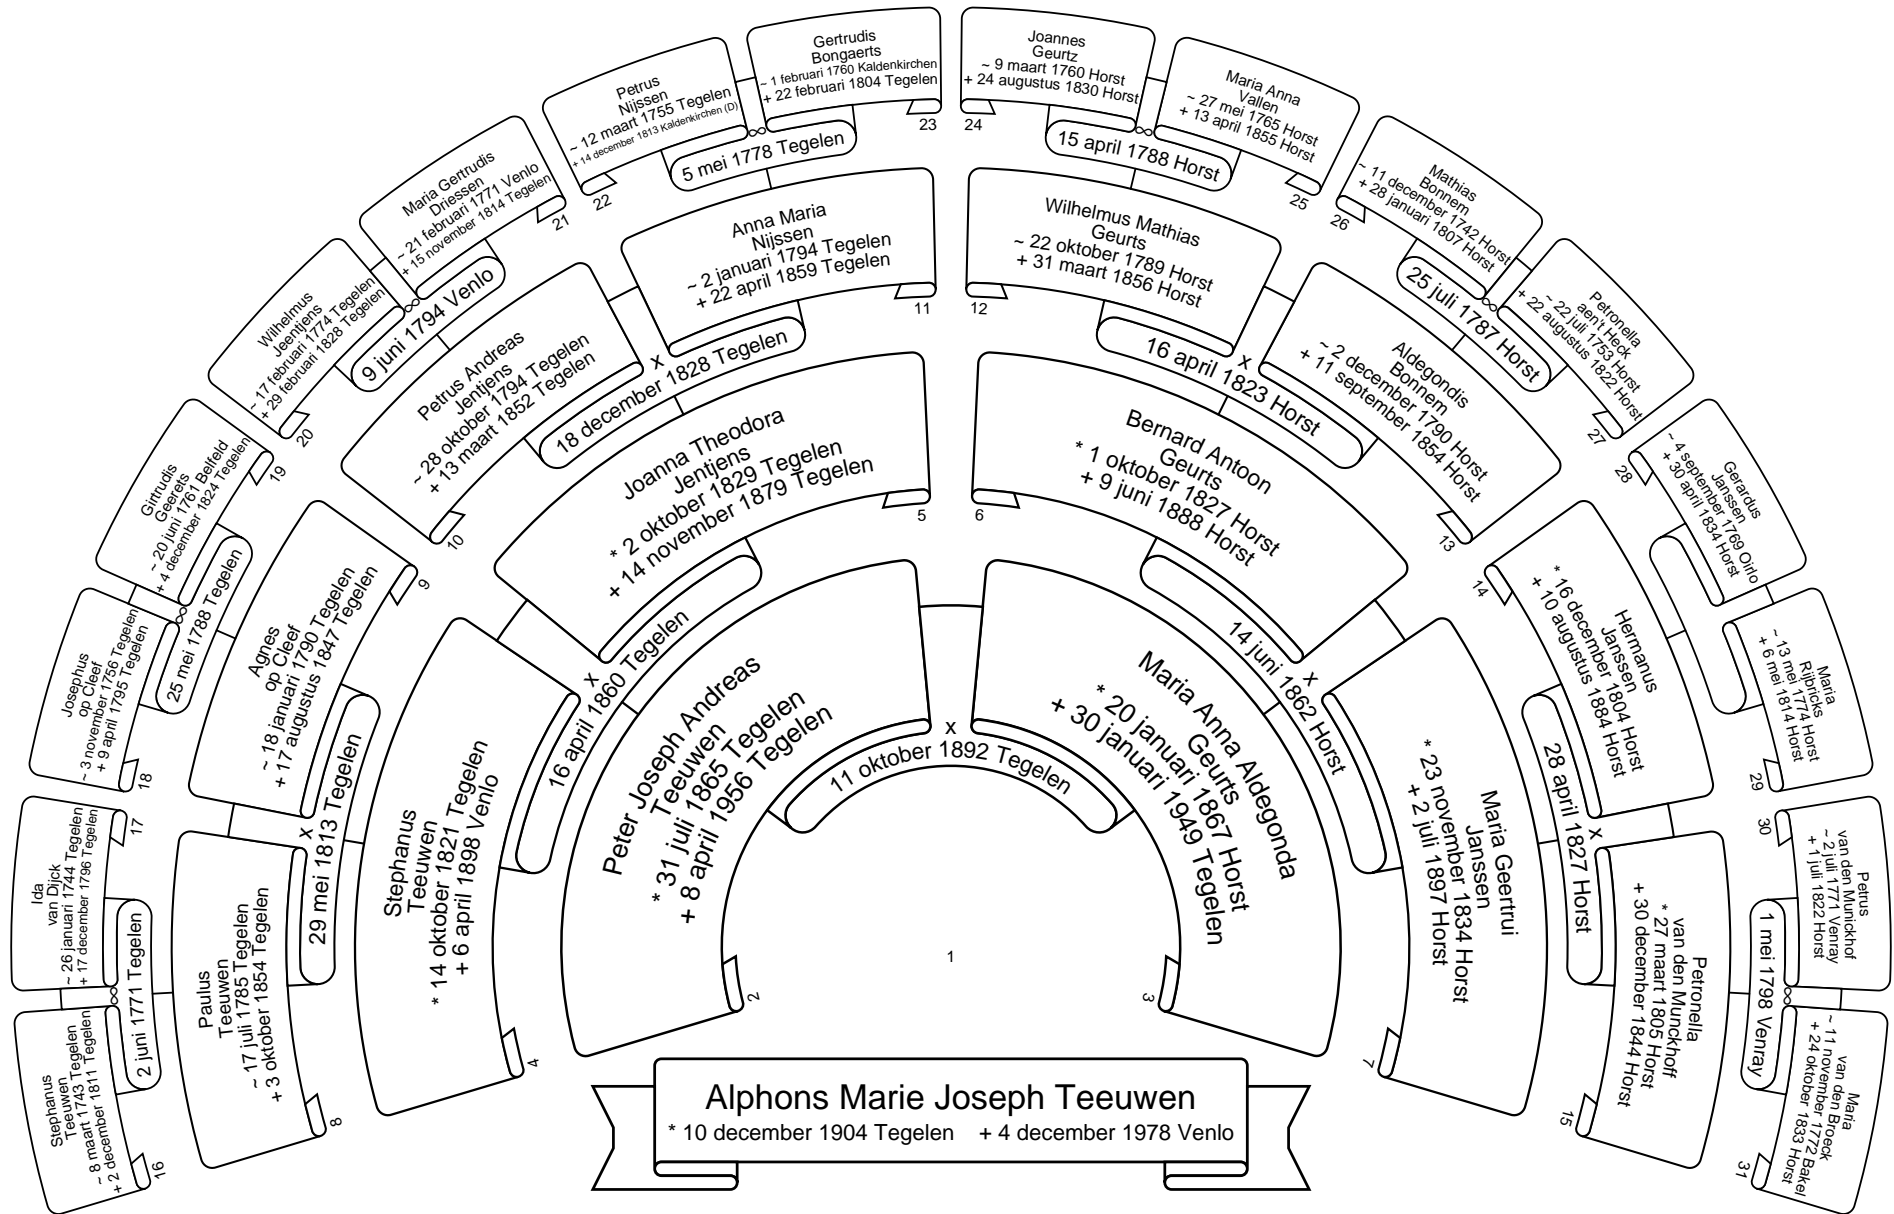 Alphons Marie Joseph Teeuwen
* 10 december 1904 Tegelen + 4 december 1978 Venlo
1
Peter Joseph Andreas
Teeuwen
* 31 juli 1865 Tegelen
+ 8 april 1956 Tegelen
2
x
11 oktober 1892 Tegelen
Maria Anna Aldegonda
Geurts
* 20 januari 1867 Horst
+ 30 januari 1949 Tegelen
3
Stephanus
Teeuwen
* 14 oktober 1821 Tegelen
+ 6 april 1898 Venlo
4
x
16 april 1860 Tegelen
Joanna Theodora
Jentjens
* 2 oktober 1829 Tegelen
+ 14 november 1879 Tegelen
5
Bernard Antoon
Geurts
* 1 oktober 1827 Horst
+ 9 juni 1888 Horst
6
x
14 juni 1862 Horst
Maria Geertrui
Janssen
* 23 november 1834 Horst
+ 2 juli 1897 Horst
7
Paulus
Teeuwen
~ 17 juli 1785 Tegelen
+ 3 oktober 1854 Tegelen
8
x
29 mei 1813 Tegelen
Agnes
op Cleef
~ 18 januari 1790 Tegelen
+ 17 augustus 1847 Tegelen
9
Petrus Andreas
Jentjens
~ 28 oktober 1794 Tegelen
+ 13 maart 1852 Tegelen
10
x
18 december 1828 Tegelen
Anna Maria
Nijssen
~ 2 januari 1794 Tegelen
+ 22 april 1859 Tegelen
11
Wilhelmus Mathias
Geurts
~ 22 oktober 1789 Horst
+ 31 maart 1856 Horst
12
x
16 april 1823 Horst
Aldegondis
Bonnem
~ 2 december 1790 Horst
+ 11 september 1854 Horst
13
Hermanus
Janssen
* 16 december 1804 Horst
+ 10 augustus 1884 Horst
14
x
28 april 1827 Horst
Petronella
van den Munckhoff
* 27 maart 1805 Horst
+ 30 december 1844 Horst
15
Stephanus
Teeuwen
~ 8 maart 1743 Tegelen
+ 2 december 1811 Tegelen
16
∞
2 juni 1771 Tegelen
Ida
van Dijck
~ 26 januari 1744 Tegelen
+ 17 december 1796 Tegelen
17
Josephus
op Cleef
~ 3 november 1756 Tegelen
+ 9 april 1795 Tegelen
18
∞
25 mei 1788 Tegelen
Girtrudis
Geerets
~ 20 juni 1761 Belfeld
+ 4 december 1824 Tegelen
19
Wilhelmus
Jeentjens
~ 17 februari 1774 Tegelen
+ 29 februari 1828 Tegelen
20
∞
9 juni 1794 Venlo
Maria Gertrudis
Driessen
~ 21 februari 1771 Venlo
+ 15 november 1814 Tegelen
21
Petrus
Nijssen
~ 12 maart 1755 Tegelen
+ 14 december 1813 Kaldenkirchen (D)
22
∞
5 mei 1778 Tegelen
Gertrudis
Bongaerts
~ 1 februari 1760 Kaldenkirchen
+ 22 februari 1804 Tegelen
23
Joannes
Geurtz
~ 9 maart 1760 Horst
+ 24 augustus 1830 Horst
24
∞
15 april 1788 Horst
Maria Anna
Vallen
~ 27 mei 1765 Horst
+ 13 april 1855 Horst
25
Mathias
Bonnem
~ 11 december 1742 Horst
+ 28 januari 1807 Horst
26
∞
25 juli 1787 Horst
Petronella
aen't Heck
~ 22 juli 1753 Horst
+ 22 augustus 1822 Horst
27
Gerardus
Janssen
~ 4 september 1769 Oirlo
+ 30 april 1834 Horst
28
Maria
Rijbricks
~ 13 mei 1774 Horst
+ 6 mei 1814 Horst
29
Petrus
van den Munickhof
~ 2 juli 1771 Venray
+ 1 juli 1822 Horst
30
∞
1 mei 1798 Venray
Maria
van den Broeck
~ 11 november 1772 Bakel
+ 24 oktober 1833 Horst
31